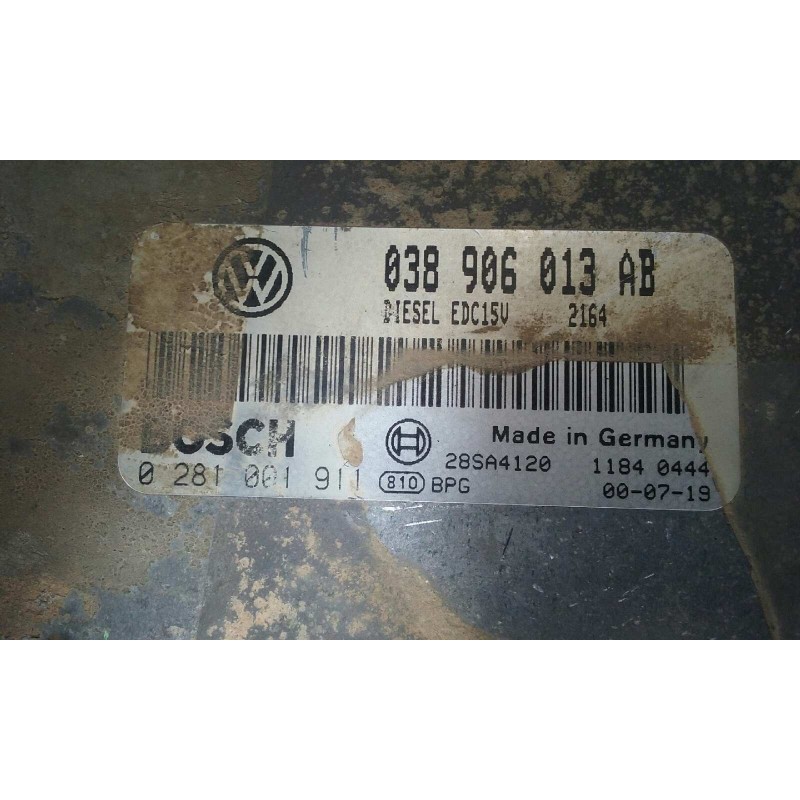 038 906 013 AB
DIESEL EDC15V 2164
BOSCH
Made in Germany
0 281 001 911
28SA4120 1184 0444
810 BPG 00-07-19